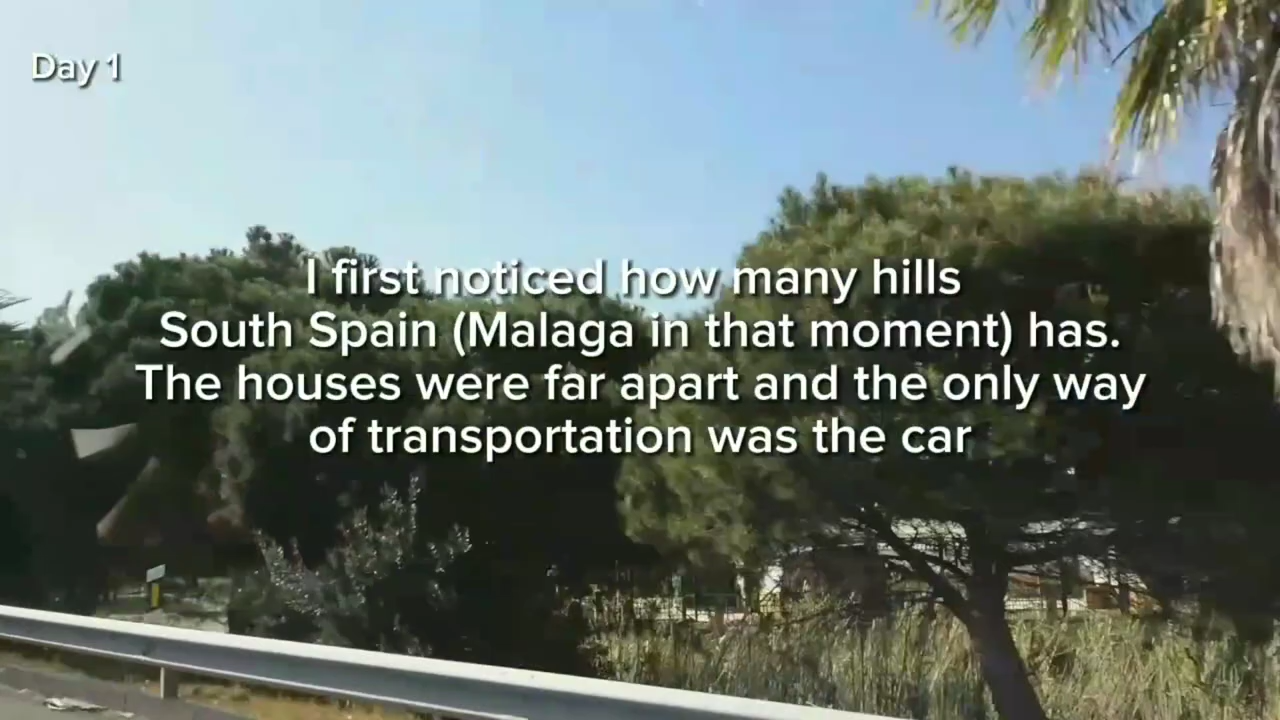 Day 1
I first noticed how many hills
South Spain (Malaga in that moment) has.
The houses were far apart and the only way
of transportation was the car